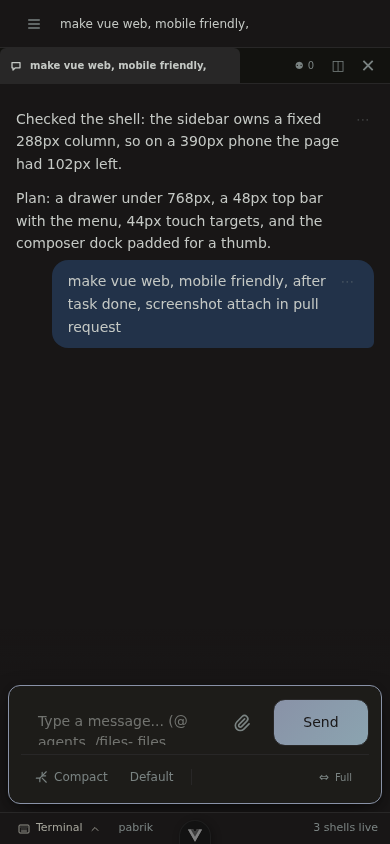 make vue web, mobile friendly,
make vue web, mobile friendly,
0
Checked the shell: the sidebar owns a fixed
288px column, so on a 390px phone the page
had 102px left.
Plan: a drawer under 768px, a 48px top bar
with the menu, 44px touch targets, and the
composer dock padded for a thumb.
make vue web, mobile friendly, after
task done, screenshot attach in pull
request
Type a message... (@
agents, /files- files
Send
Compact
Default
Full
Terminal
pabrik
3 shells live